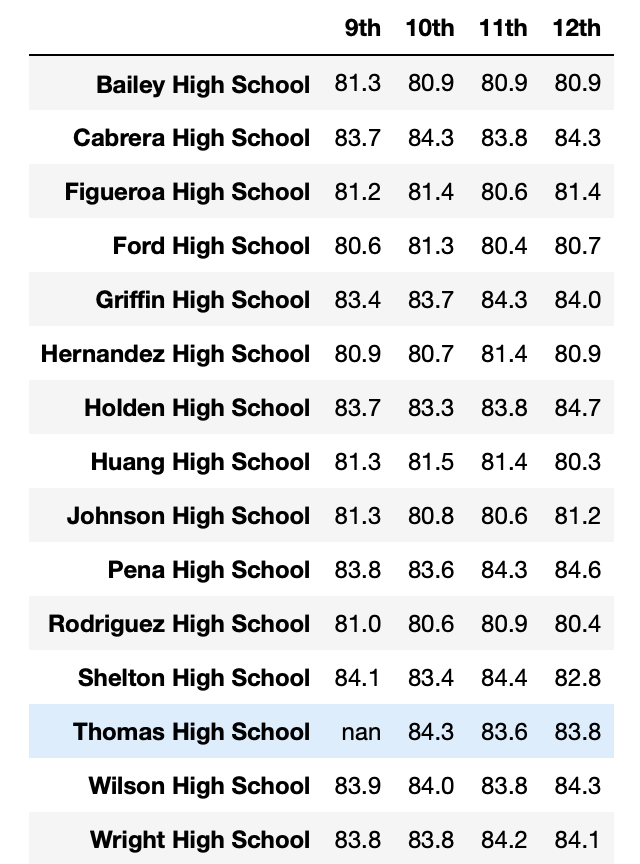 9th 10th 11th 12th
Bailey High School 81.3 80.9 80.9 80.9
Cabrera High School 83.7 84.3 83.8 84.3
Figueroa High School 81.2 81.4 80.6 81.4
Ford High School 80.6 81.3 80.4 80.7
Griffin High School 83.4 83.7 84.3 84.0
Hernandez High School 80.9 80.7 81.4 80.9
Holden High School 83.7 83.3 83.8 84.7
Huang High School 81.3 81.5 81.4 80.3
Johnson High School 81.3 80.8 80.6 81.2
Pena High School 83.8 83.6 84.3 84.6
Rodriguez High School 81.0 80.6 80.9 80.4
Shelton High School 84.1 83.4 84.4 82.8
Thomas High School nan 84.3 83.6 83.8
Wilson High School 83.9 84.0 83.8 84.3
Wright High School 83.8 83.8 84.2 84.1